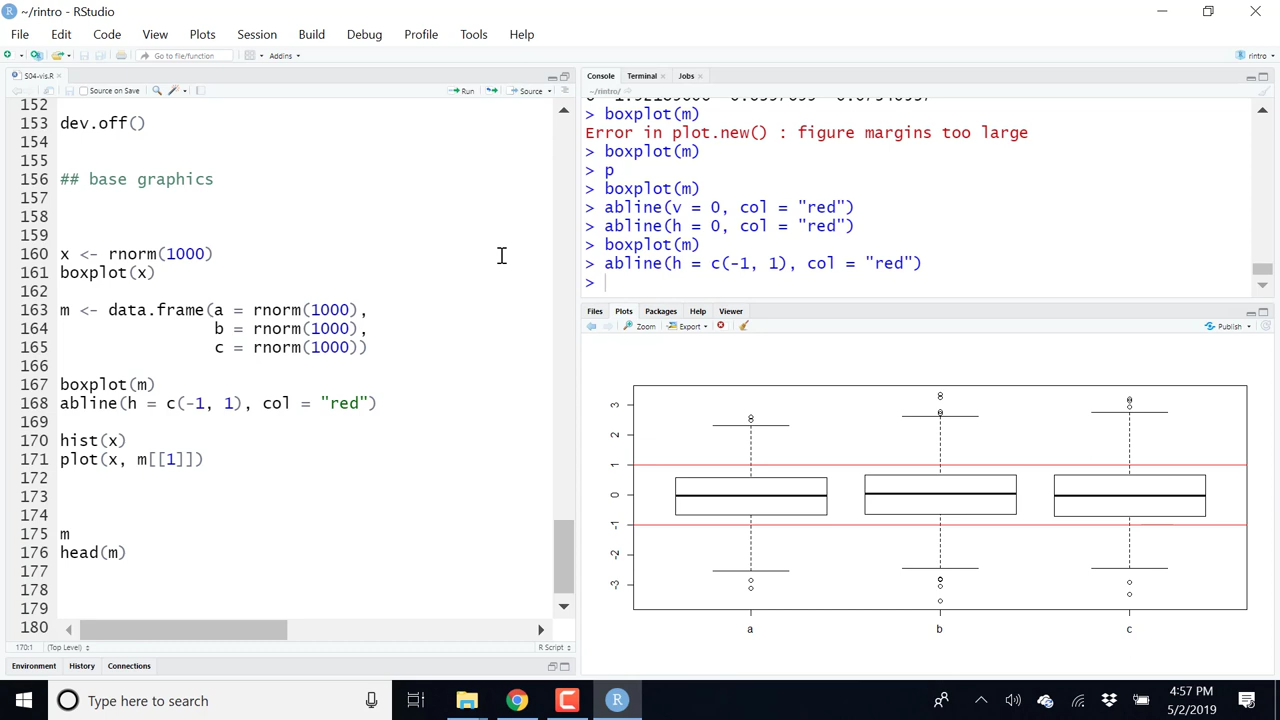 ~/rintro - RStudio
File Edit Code View Plots Session Build Debug Profile Tools Help
Go to file/function Addins rintro
S04-vis.R
Source on Save Run Source
152
153 dev.off()
154
155
156 ## base graphics
157
158
159
160 x <- rnorm(1000)
161 boxplot(x)
162
163 m <- data.frame(a = rnorm(1000),
164 b = rnorm(1000),
165 c = rnorm(1000))
166
167 boxplot(m)
168 abline(h = c(-1, 1), col = "red")
169
170 hist(x)
171 plot(x, m[[1]])
172
173
174
175 m
176 head(m)
177
178
179
180
170:1 (Top Level) R Script
Environment History Connections
Console Terminal Jobs
~/rintro/
> boxplot(m)
Error in plot.new() : figure margins too large
> boxplot(m)
> p
> boxplot(m)
> abline(v = 0, col = "red")
> abline(h = 0, col = "red")
> boxplot(m)
> abline(h = c(-1, 1), col = "red")
>
Files Plots Packages Help Viewer
Zoom Export Publish
3
2
1
0
-1
-2
-3
a b c
Type here to search
4:57 PM
5/2/2019